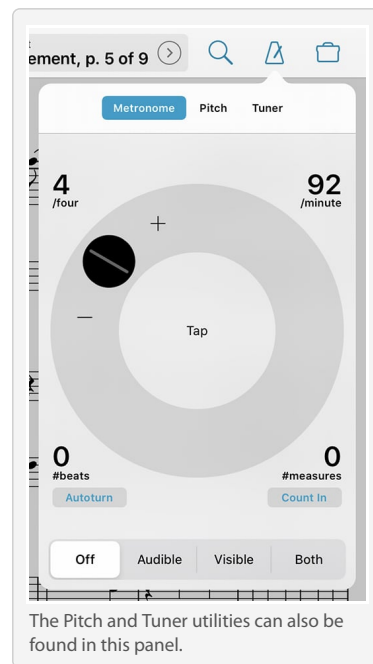 ement, p. 5 of 9
Metronome Pitch Tuner
4 92
/four /minute
+
−
Tap
0 0
#beats #measures
Autoturn Count In
Off Audible Visible Both
The Pitch and Tuner utilities can also be
found in this panel.